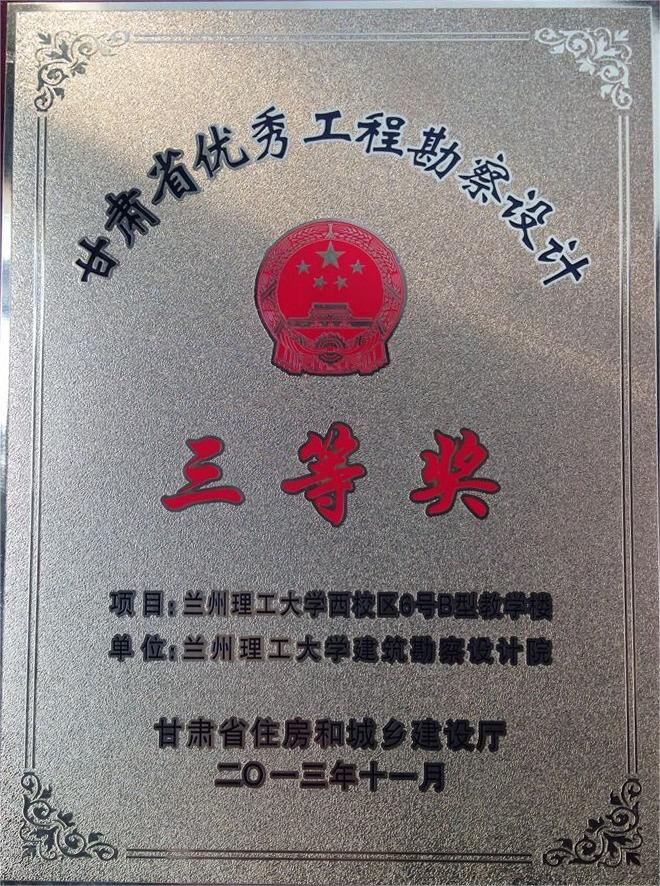 甘肃省优秀工程勘察设计
三等奖
项目:兰州理工大学西校区6号B型教学楼
单位:兰州理工大学建筑勘察设计院
甘肃省住房和城乡建设厅
二〇一三年十一月